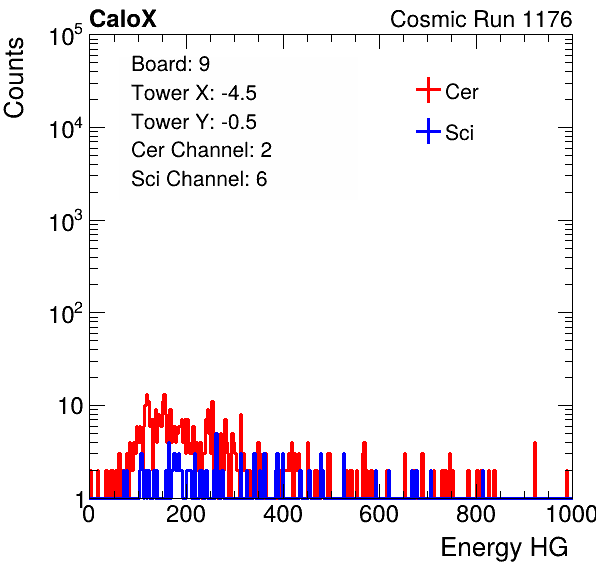 CaloX Cosmic Run 1176
Counts
10^5
10^4
10^3
10^2
10
1
Board: 9
Tower X: -4.5
Tower Y: -0.5
Cer Channel: 2
Sci Channel: 6
Cer
Sci
0 200 400 600 800 1000
Energy HG